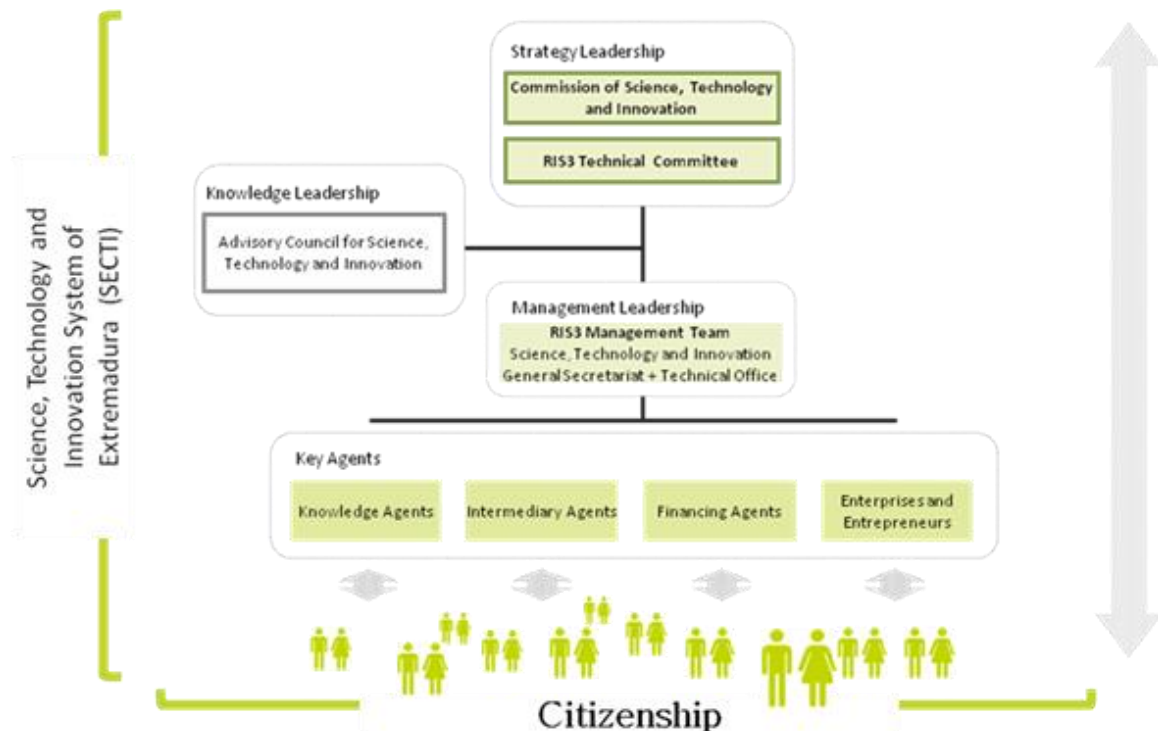 Strategy Leadership
Commission of Science, Technology
and Innovation
RIS3 Technical Committee
Knowledge Leadership
Advisory Council for Science,
Technology and Innovation
Management Leadership
RIS3 Management Team
Science, Technology and Innovation
General Secretariat + Technical Office
Science, Technology and
Innovation System of
Extremadura (SECTI)
Key Agents
Knowledge Agents
Intermediary Agents
Financing Agents
Enterprises and
Entrepreneurs
Citizenship